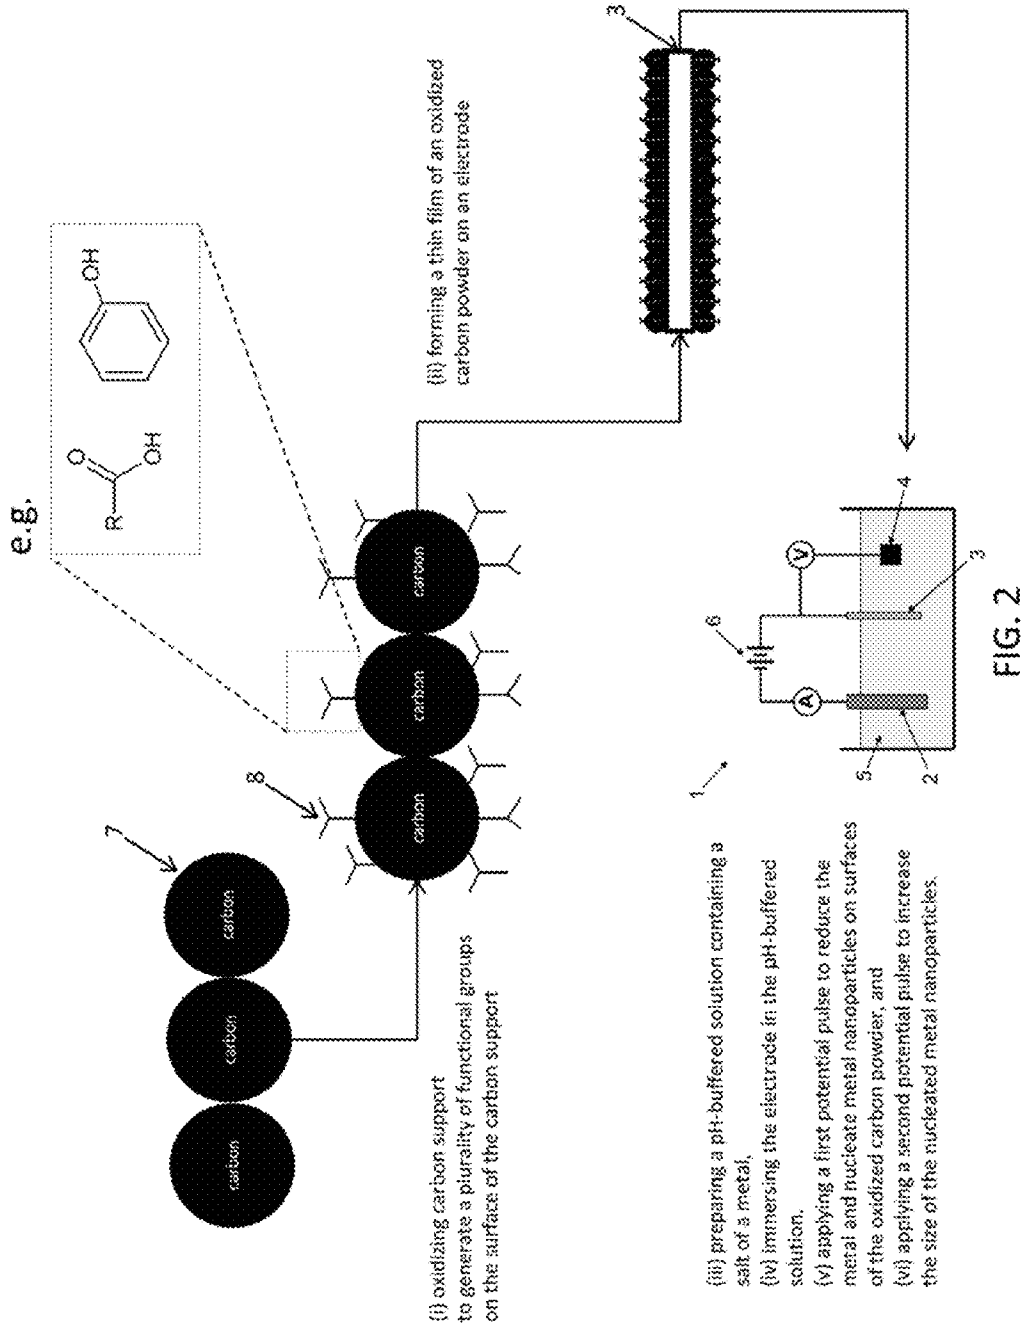 e.g.
R
O
OH
OH
7
8
carbon
carbon
carbon
carbon
carbon
carbon
(i) oxidizing carbon support
to generate a plurality of functional groups
on the surface of the carbon support
(ii) forming a thin film of an oxidized
carbon powder on an electrode
3
(iii) preparing a pH-buffered solution containing a
salt of a metal,
(iv) immersing the electrode in the pH-buffered
solution,
(v) applying a first potential pulse to reduce the
metal and nucleate metal nanoparticles on surfaces
of the oxidized carbon powder, and
(vi) applying a second potential pulse to increase
the size of the nucleated metal nanoparticles.
1
6
A
V
5
2
3
4
FIG. 2